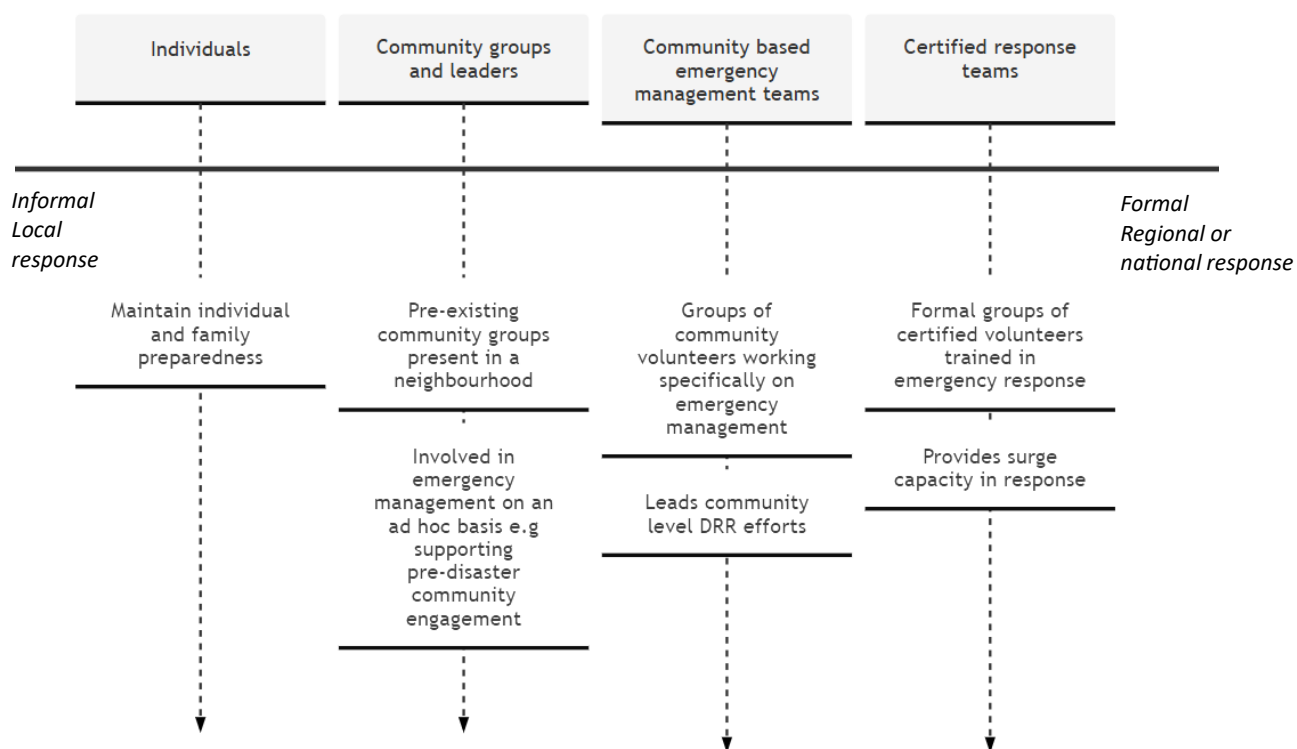 Individuals
Community groups
and leaders
Community based
emergency
management teams
Certified response
teams
Informal
Local
response
Formal
Regional or
national response
Maintain individual
and family
preparedness
Pre-existing
community groups
present in a
neighbourhood
Involved in
emergency
management on an
ad hoc basis e.g
supporting
pre-disaster
community
engagement
Groups of
community
volunteers working
specifically on
emergency
management
Leads community
level DRR efforts
Formal groups of
certified volunteers
trained in
emergency response
Provides surge
capacity in response